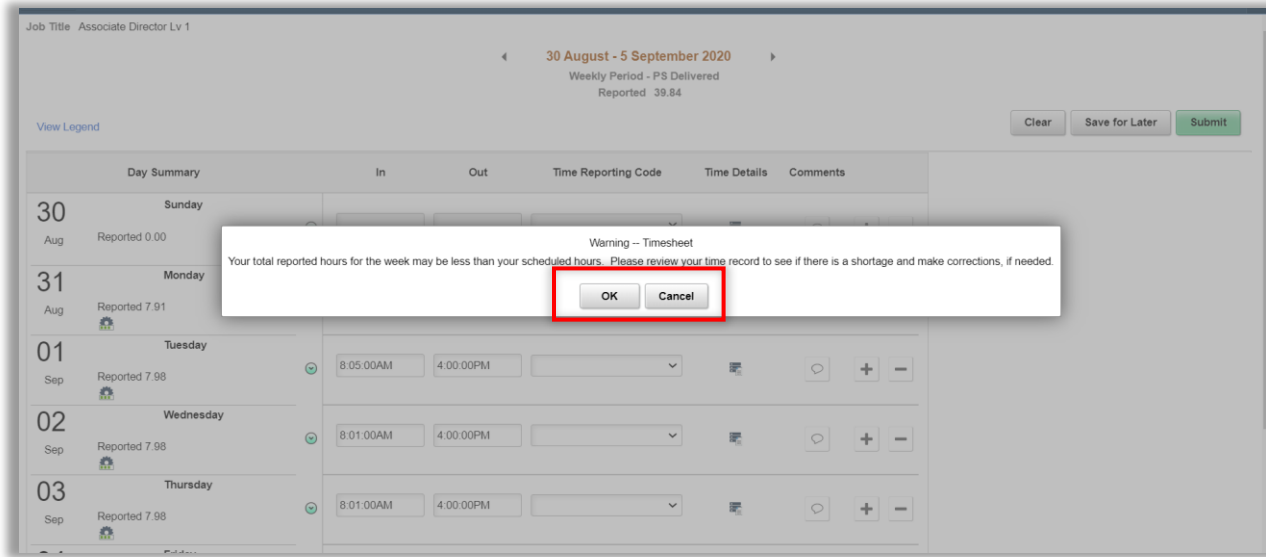 Job Title Associate Director Lv 1
30 August - 5 September 2020
Weekly Period - PS Delivered
Reported 39.84
View Legend
Clear Save for Later Submit
Day Summary In Out Time Reporting Code Time Details Comments
30 Sunday
Aug Reported 0.00
Warning -- Timesheet
Your total reported hours for the week may be less than your scheduled hours. Please review your time record to see if there is a shortage and make corrections, if needed.
OK Cancel
31 Monday
Aug Reported 7.91
01 Tuesday
8:05:00AM 4:00:00PM
Sep Reported 7.98
02 Wednesday
8:01:00AM 4:00:00PM
Sep Reported 7.98
03 Thursday
8:01:00AM 4:00:00PM
Sep Reported 7.98